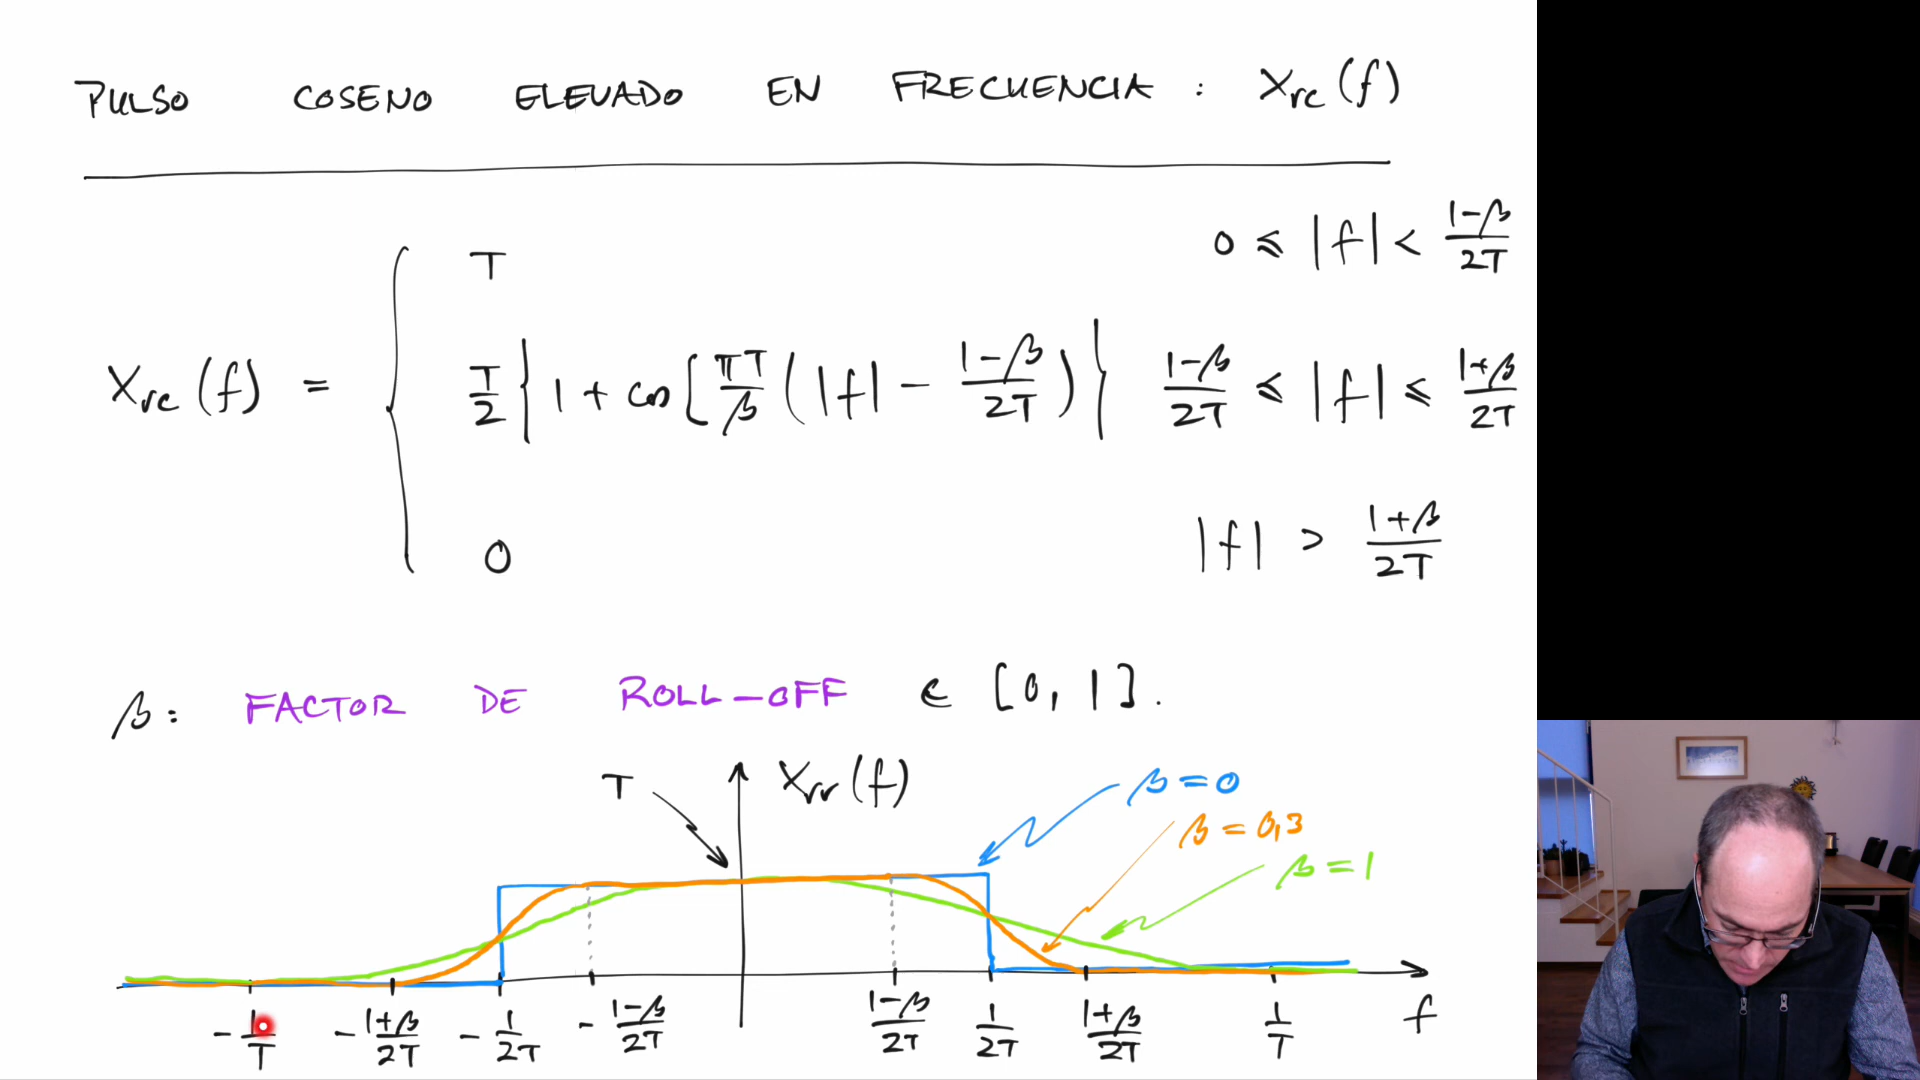 PULSO COSENO ELEVADO EN FRECUENCIA : Xrc (f)
T 0 ⩽ |f| < 1-β/2T
Xrc (f) = T/2 { 1 + cos [ πT/β ( |f| - 1-β/2T ) } 1-β/2T ⩽ |f| ⩽ 1+β/2T
0 |f| > 1+β/2T
β: FACTOR DE ROLL-OFF ∈ [0, 1].
T Xrr (f) β = 0
β = 0,3
β = 1
-1/T -1+β/2T -1/2T -1-β/2T 1-β/2T 1/2T 1+β/2T 1/T f